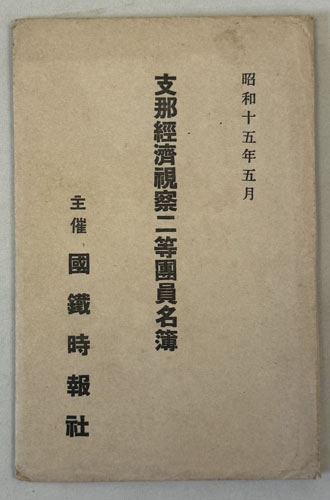 昭和十五年五月
支那經濟視察二等團員名簿
主催 國鐵時報社